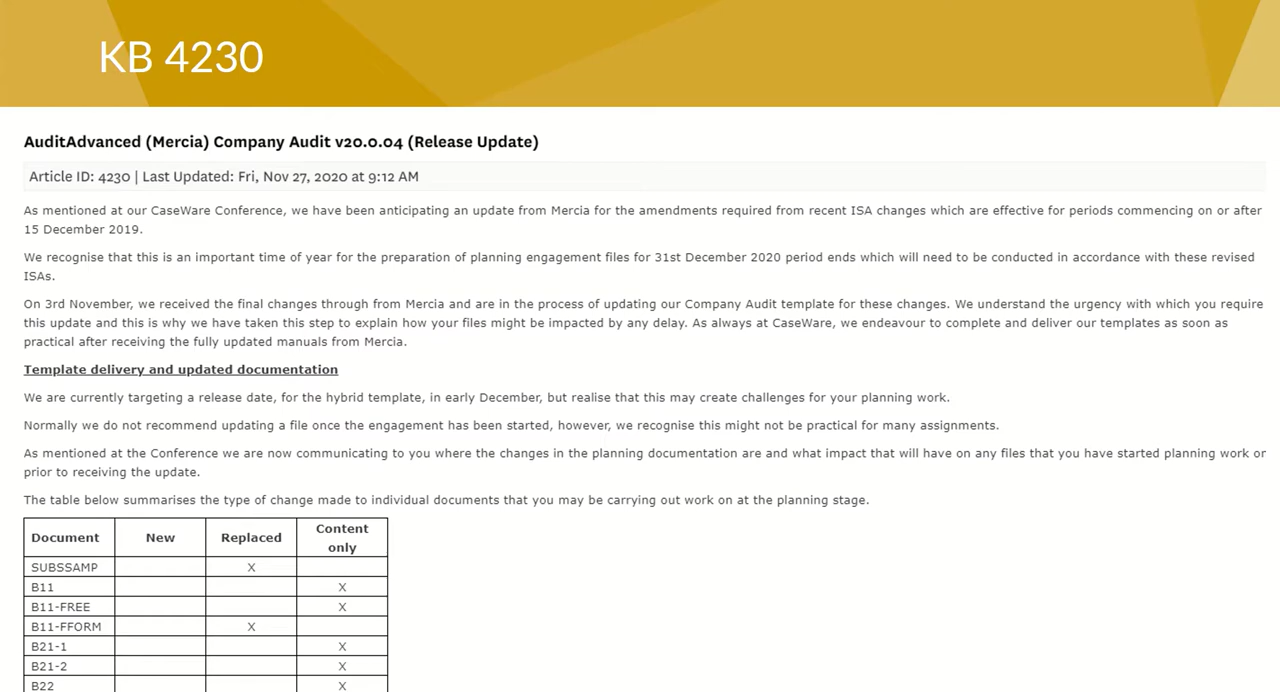 KB 4230
AuditAdvanced (Mercia) Company Audit v20.0.04 (Release Update)
Article ID: 4230 | Last Updated: Fri, Nov 27, 2020 at 9:12 AM
As mentioned at our CaseWare Conference, we have been anticipating an update from Mercia for the amendments required from recent ISA changes which are effective for periods commencing on or after
15 December 2019.
We recognise that this is an important time of year for the preparation of planning engagement files for 31st December 2020 period ends which will need to be conducted in accordance with these revised
ISAs.
On 3rd November, we received the final changes through from Mercia and are in the process of updating our Company Audit template for these changes. We understand the urgency with which you require
this update and this is why we have taken this step to explain how your files might be impacted by any delay. As always at CaseWare, we endeavour to complete and deliver our templates as soon as
practical after receiving the fully updated manuals from Mercia.
Template delivery and updated documentation
We are currently targeting a release date, for the hybrid template, in early December, but realise that this may create challenges for your planning work.
Normally we do not recommend updating a file once the engagement has been started, however, we recognise this might not be practical for many assignments.
As mentioned at the Conference we are now communicating to you where the changes in the planning documentation are and what impact that will have on any files that you have started planning work on
prior to receiving the update.
The table below summarises the type of change made to individual documents that you may be carrying out work on at the planning stage.
Document New Replaced Content only
SUBSSAMP X
B11 X
B11-FREE X
B11-FFORM X
B21-1 X
B21-2 X
B22 X